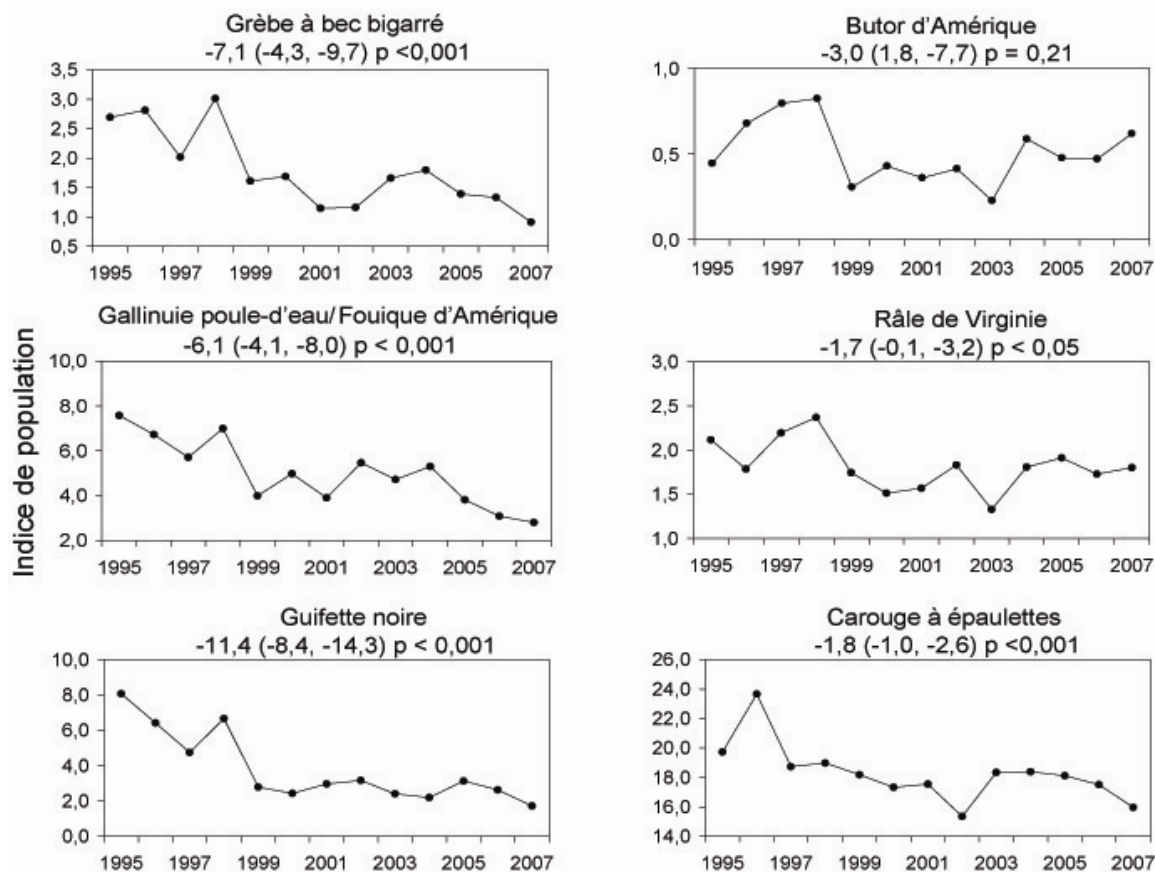 Grèbe à bec bigarré
-7,1 (-4,3, -9,7) p <0,001
3,5
3,0
2,5
2,0
1,5
1,0
0,5
1995 1997 1999 2001 2003 2005 2007
Butor d'Amérique
-3,0 (1,8, -7,7) p = 0,21
1,0
0,5
0,0
1995 1997 1999 2001 2003 2005 2007
Indice de population
Gallinuie poule-d'eau/ Fouique d'Amérique
-6,1 (-4,1, -8,0) p < 0,001
10,0
8,0
6,0
4,0
2,0
1995 1997 1999 2001 2003 2005 2007
Râle de Virginie
-1,7 (-0,1, -3,2) p < 0,05
3,0
2,5
2,0
1,5
1,0
1995 1997 1999 2001 2003 2005 2007
Guifette noire
-11,4 (-8,4, -14,3) p < 0,001
10,0
8,0
6,0
4,0
2,0
0,0
1995 1997 1999 2001 2003 2005 2007
Carouge à épaulettes
-1,8 (-1,0, -2,6) p <0,001
26,0
24,0
22,0
20,0
18,0
16,0
14,0
1995 1997 1999 2001 2003 2005 2007